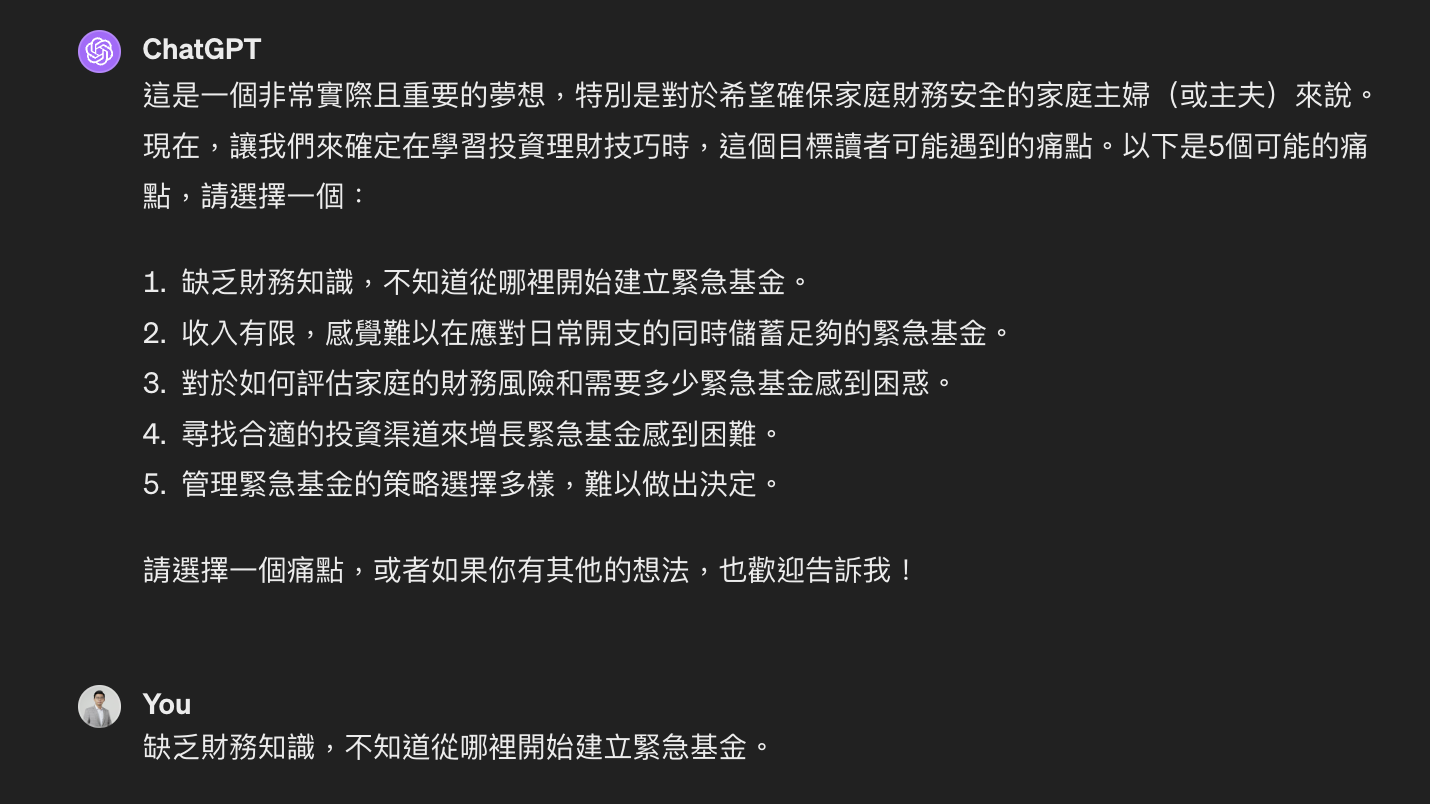 ChatGPT
這是一個非常實際且重要的夢想，特別是對於希望確保家庭財務安全的家庭主婦（或主夫）來說。
現在，讓我們來確定在學習投資理財技巧時，這個目標讀者可能遇到的痛點。以下是5個可能的痛
點，請選擇一個：
1. 缺乏財務知識，不知道從哪裡開始建立緊急基金。
2. 收入有限，感覺難以在應對日常開支的同時儲蓄足夠的緊急基金。
3. 對於如何評估家庭的財務風險和需要多少緊急基金感到困惑。
4. 尋找合適的投資渠道來增長緊急基金感到困難。
5. 管理緊急基金的策略選擇多樣，難以做出決定。
請選擇一個痛點，或者如果你有其他的想法，也歡迎告訴我！
You
缺乏財務知識，不知道從哪裡開始建立緊急基金。